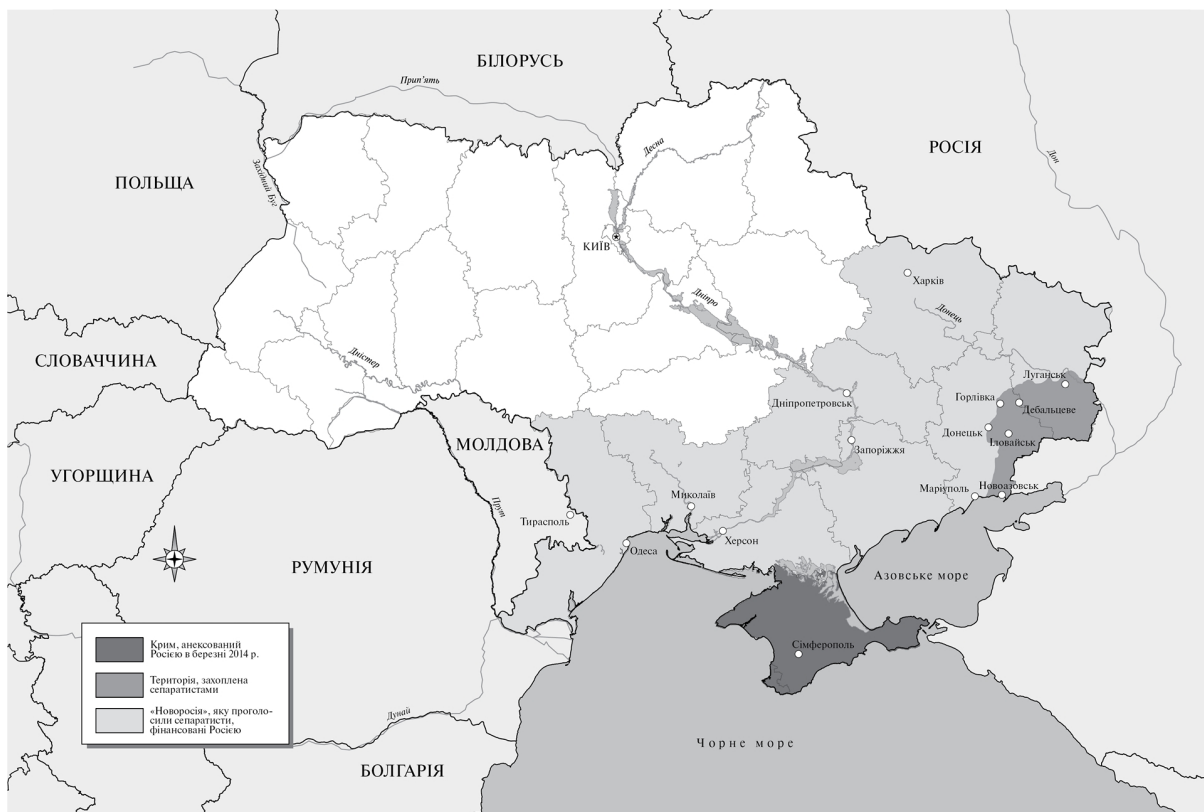 БІЛОРУСЬ
Прип’ять
Десна
РОСІЯ
Дон
ПОЛЬЩА
Західний Буг
КИЇВ
Харків
Дніпро
Донець
СЛОВАЧЧИНА
Дністер
Луганськ
Дніпропетровськ
Горлівка
Дебальцеве
МОЛДОВА
Донецьк
Іловайськ
Запоріжжя
УГОРЩИНА
Маріуполь
Новоазовськ
Миколаїв
Прут
Тирасполь
Херсон
Одеса
РУМУНІЯ
Азовське море
Сімферополь
Крим, анексований
Росією в березні 2014 р.
Територія, захоплена
сепаратистами
«Новоросія», яку проголо-
сили сепаратисти,
фінансовані Росією
Дунай
Чорне море
БОЛГАРІЯ